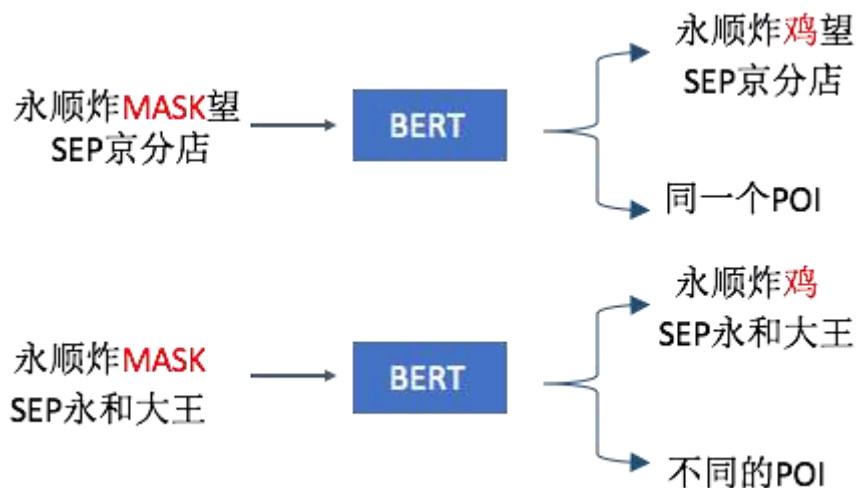 永顺炸MASK望
SEP京分店
BERT
永顺炸鸡望
SEP京分店
同一个POI
永顺炸MASK
SEP永和大王
BERT
永顺炸鸡
SEP永和大王
不同的POI